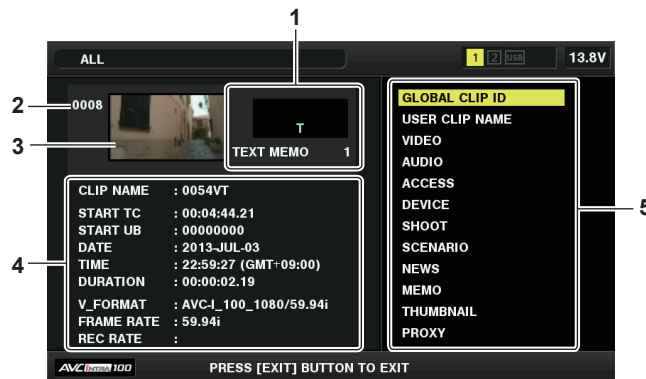 1
ALL
1 2 USB
13.8V
2
0008
3
T
TEXT MEMO 1
4
CLIP NAME : 0054VT
START TC : 00:04:44.21
START UB : 00000000
DATE : 2013-JUL-03
TIME : 22:59:27 (GMT+09:00)
DURATION : 00:00:02.19
V_FORMAT : AVC-I_100_1080/59.94i
FRAME RATE : 59.94i
REC RATE :
GLOBAL CLIP ID
USER CLIP NAME
VIDEO
AUDIO
ACCESS
DEVICE
SHOOT
SCENARIO
NEWS
MEMO
THUMBNAIL
PROXY
5
AVC INTRA 100
PRESS [EXIT] BUTTON TO EXIT